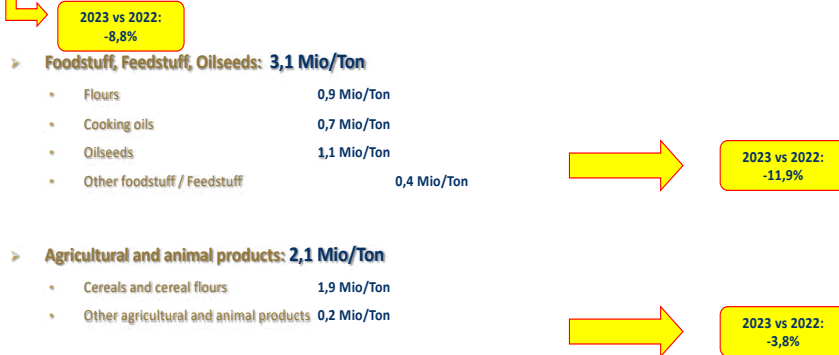 2023 vs 2022:
-8,8%
Foodstuff, Feedstuff, Oilseeds: 3,1 Mio/Ton
Flours 0,9 Mio/Ton
Cooking oils 0,7 Mio/Ton
Oilseeds 1,1 Mio/Ton
Other foodstuff / Feedstuff 0,4 Mio/Ton
2023 vs 2022:
-11,9%
Agricultural and animal products: 2,1 Mio/Ton
Cereals and cereal flours 1,9 Mio/Ton
Other agricultural and animal products 0,2 Mio/Ton
2023 vs 2022:
-3,8%